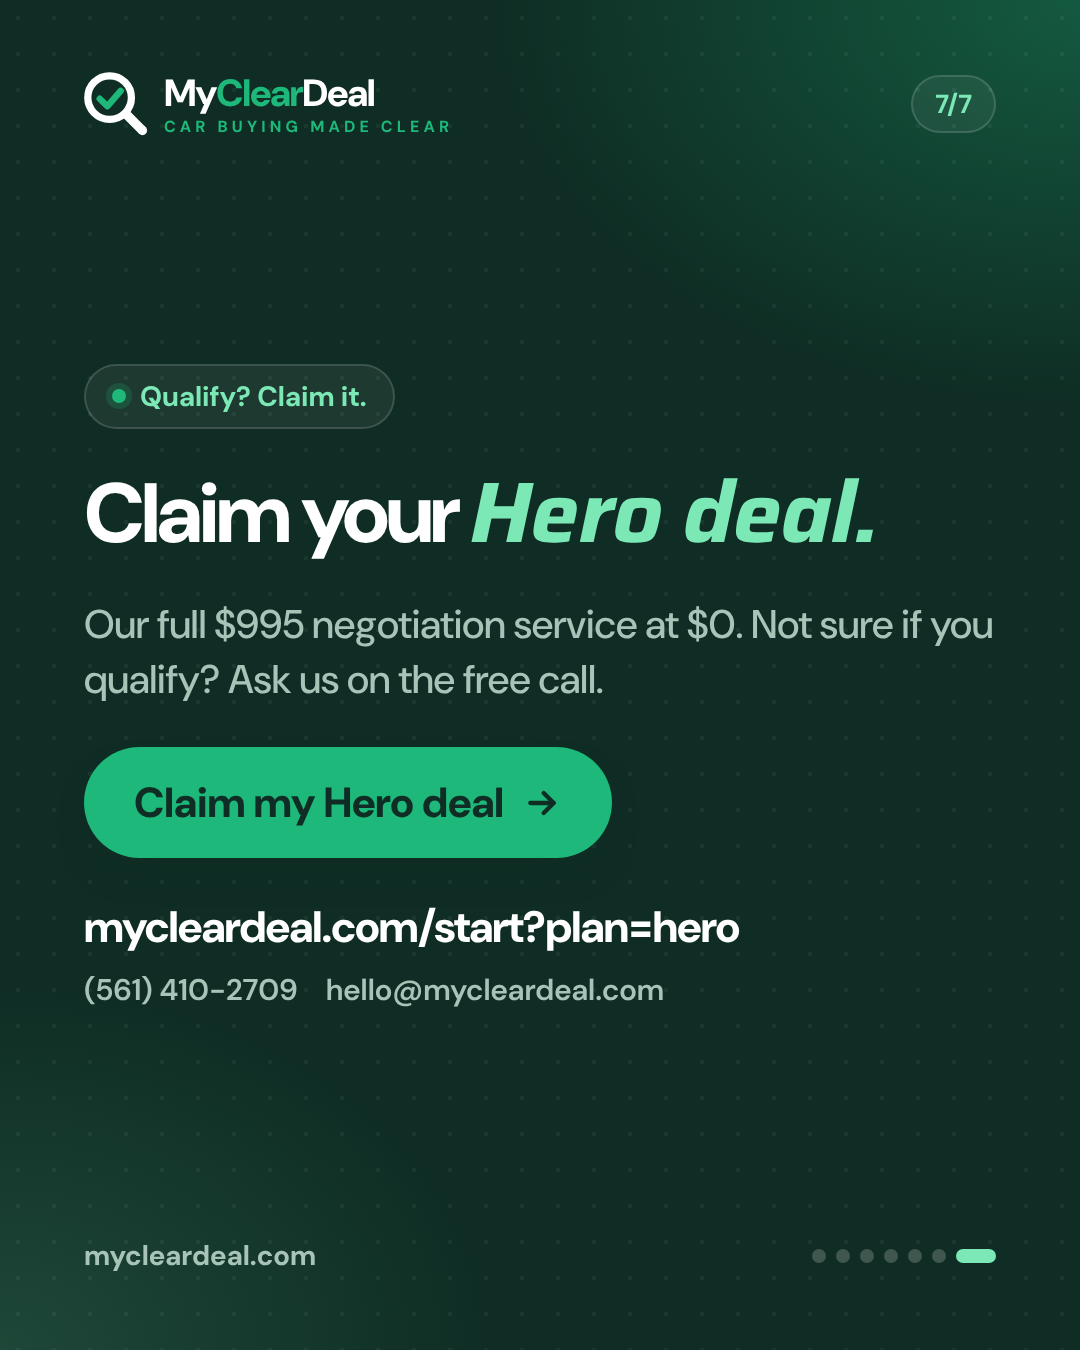 MyClearDeal
CAR BUYING MADE CLEAR
7/7
Qualify? Claim it.
Claim your Hero deal.
Our full $995 negotiation service at $0. Not sure if you
qualify? Ask us on the free call.
Claim my Hero deal →
mycleardeal.com/start?plan=hero
(561) 410-2709 hello@mycleardeal.com
mycleardeal.com